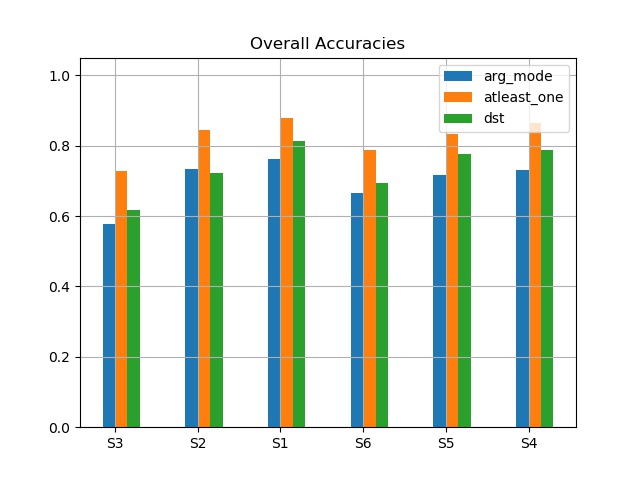 Overall Accuracies
arg_mode
atleast_one
dst
1.0
0.8
0.6
0.4
0.2
0.0
S3 S2 S1 S6 S5 S4